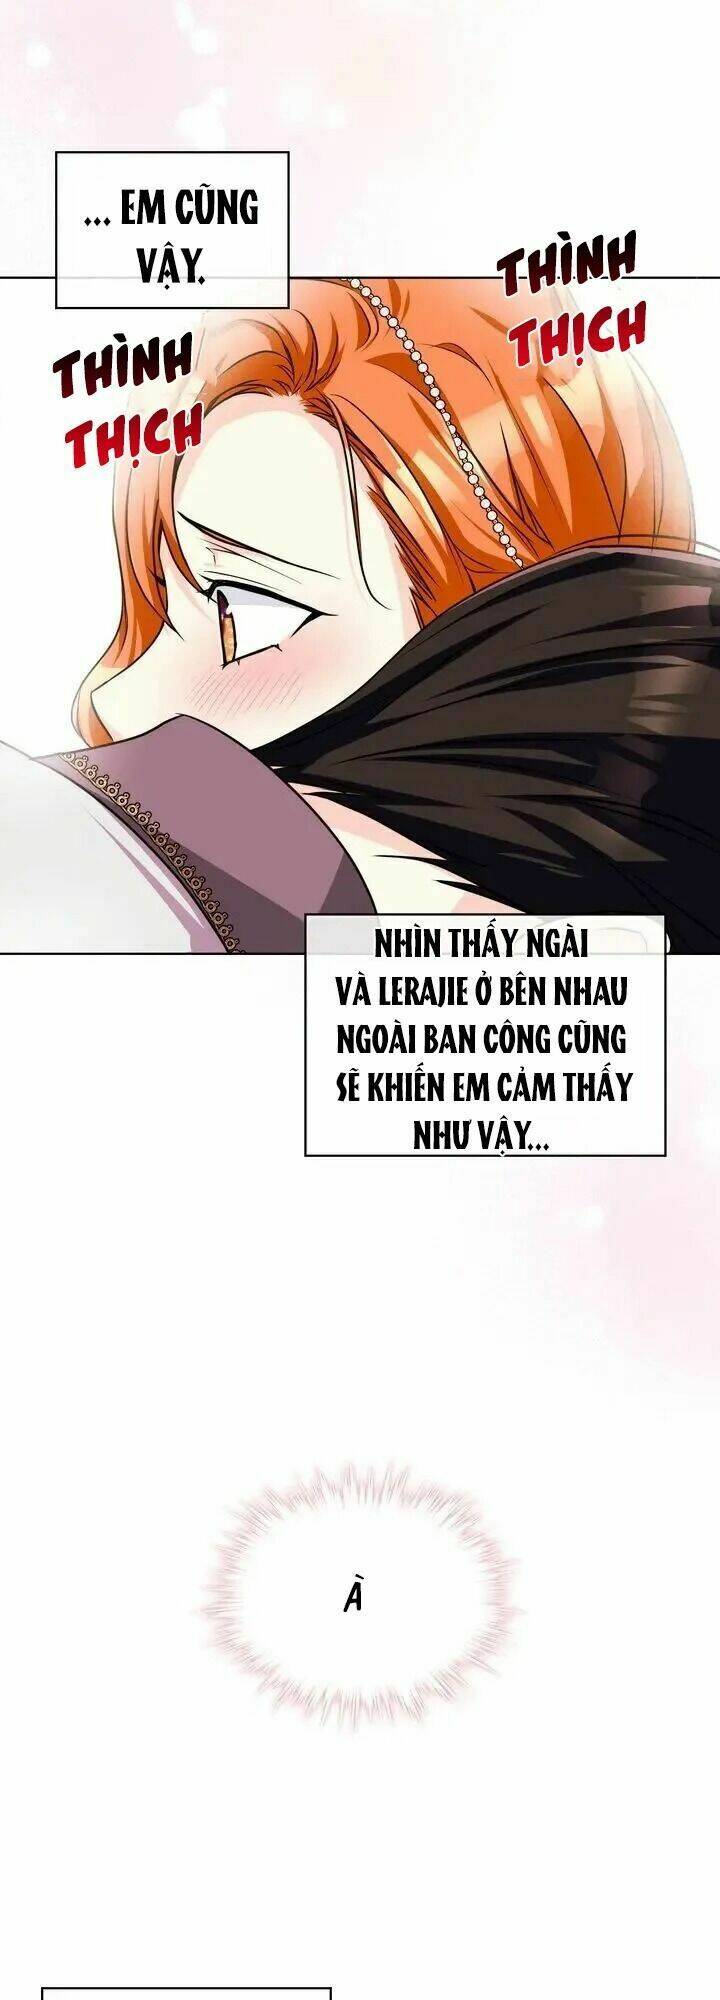 ... EM CŨNG
VẬY.
THÌNH
THỊCH
THÌNH
THỊCH
NHÌN THẤY NGÀI
VÀ LERAJIE Ở BÊN NHAU
NGOÀI BAN CÔNG CŨNG
SẼ KHIẾN EM CẢM THẤY
NHƯ VẬY...
À